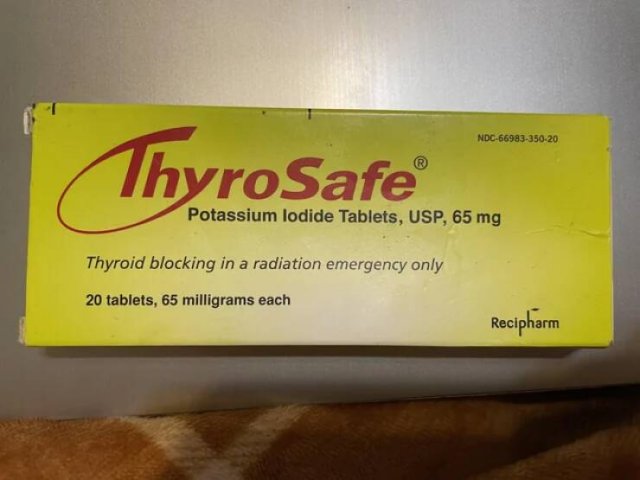 NDC-66983-350-20
ThyroSafe®
Potassium Iodide Tablets, USP, 65 mg
Thyroid blocking in a radiation emergency only
20 tablets, 65 milligrams each
Recipharm